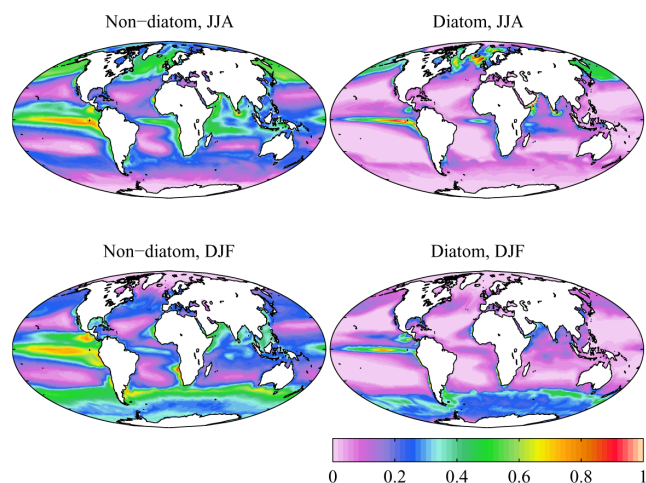 Non−diatom, JJA
Diatom, JJA
Non−diatom, DJF
Diatom, DJF
0 0.2 0.4 0.6 0.8 1